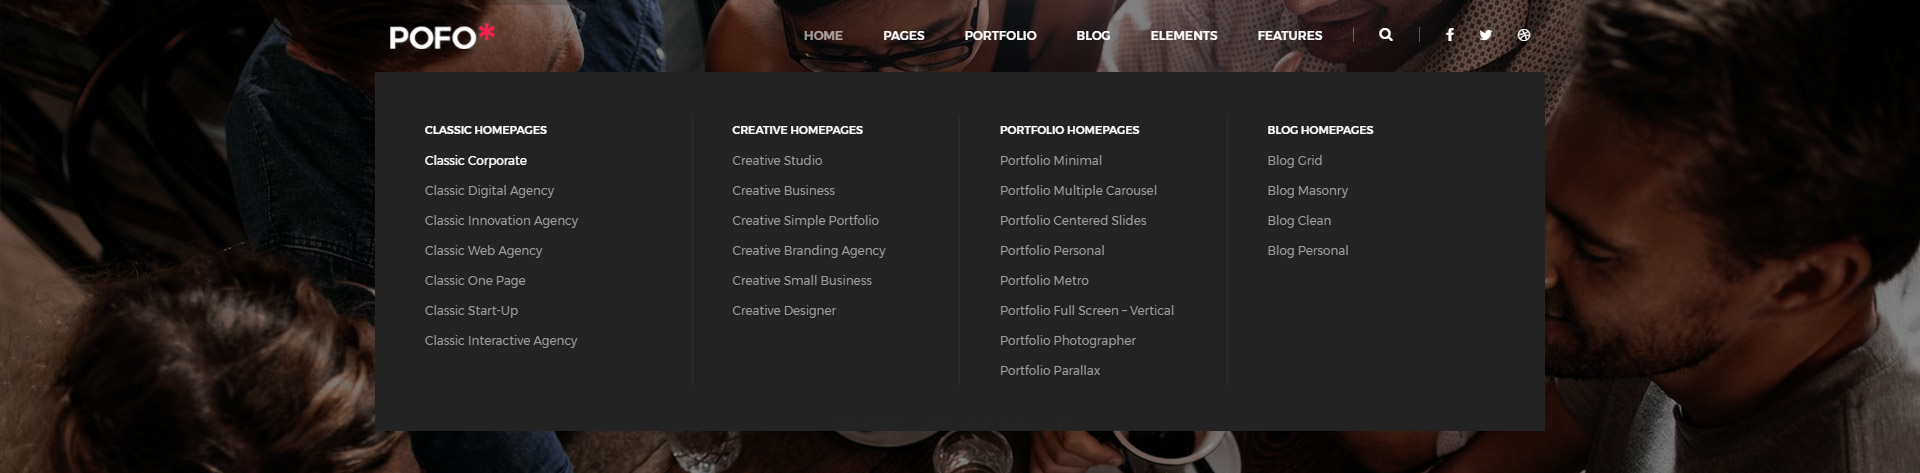 POFO*
HOME PAGES PORTFOLIO BLOG ELEMENTS FEATURES
CLASSIC HOMEPAGES
Classic Corporate
Classic Digital Agency
Classic Innovation Agency
Classic Web Agency
Classic One Page
Classic Start-Up
Classic Interactive Agency
CREATIVE HOMEPAGES
Creative Studio
Creative Business
Creative Simple Portfolio
Creative Branding Agency
Creative Small Business
Creative Designer
PORTFOLIO HOMEPAGES
Portfolio Minimal
Portfolio Multiple Carousel
Portfolio Centered Slides
Portfolio Personal
Portfolio Metro
Portfolio Full Screen – Vertical
Portfolio Photographer
Portfolio Parallax
BLOG HOMEPAGES
Blog Grid
Blog Masonry
Blog Clean
Blog Personal